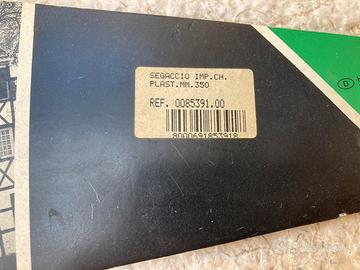 SEGACCIO IMP.CH.
PLAST.MM.350
REF. 0085391.00
8000691853918
D